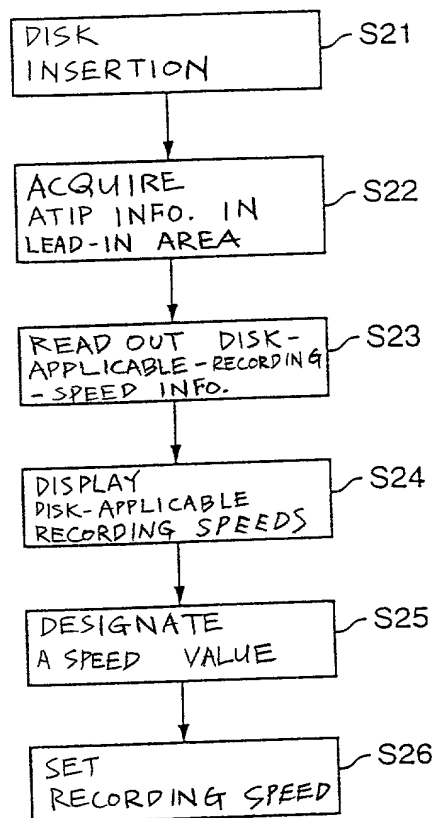 DISK
INSERTION
S21
ACQUIRE
ATIP INFO. IN
LEAD-IN AREA
S22
READ OUT DISK-
APPLICABLE-RECORDING
-SPEED INFO.
S23
DISPLAY
DISK-APPLICABLE
RECORDING SPEEDS
S24
DESIGNATE
A SPEED VALUE
S25
SET
RECORDING SPEED
S26